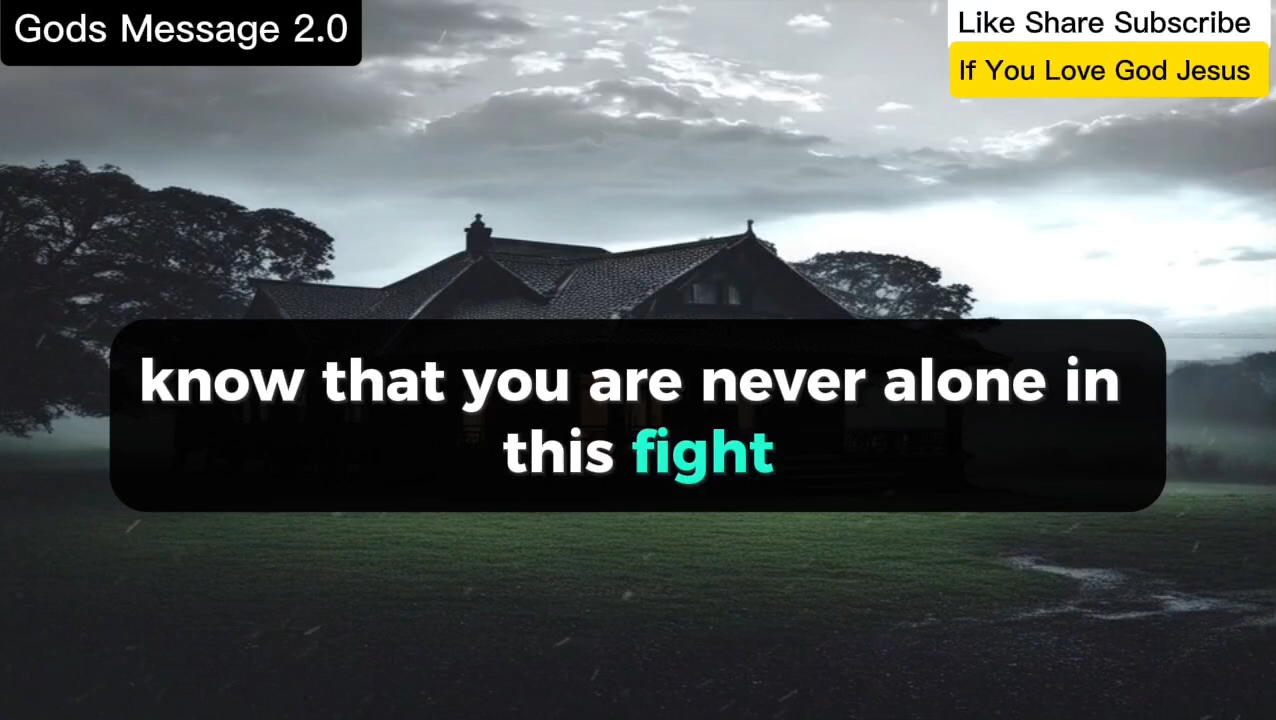 Gods Message 2.0
Like Share Subscribe
If You Love God Jesus
know that you are never alone in
this fight